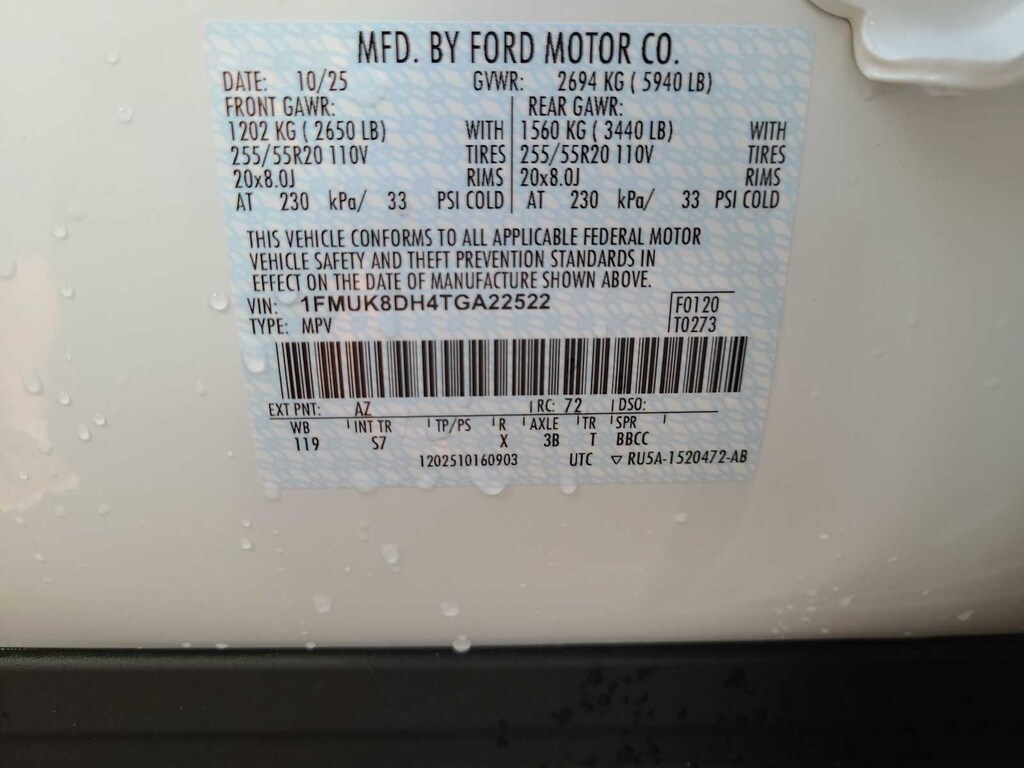 MFD. BY FORD MOTOR CO.
DATE: 10/25 GVWR: 2694 KG ( 5940 LB)
FRONT GAWR: REAR GAWR:
1202 KG ( 2650 LB) WITH 1560 KG ( 3440 LB) WITH
255/55R20 110V TIRES 255/55R20 110V TIRES
20x8.0J RIMS 20x8.0J RIMS
AT 230 kPa/ 33 PSI COLD AT 230 kPa/ 33 PSI COLD
THIS VEHICLE CONFORMS TO ALL APPLICABLE FEDERAL MOTOR
VEHICLE SAFETY AND THEFT PREVENTION STANDARDS IN
EFFECT ON THE DATE OF MANUFACTURE SHOWN ABOVE.
VIN: 1FMUK8DH4TGA22522 F0120
TYPE: MPV T0273
EXT PNT: AZ RC: 72 DSO:
WB INT TR TP/PS R AXLE TR SPR
119 S7 X 3B T BBCC
1202510160903 UTC ▽ RU5A-1520472-AB